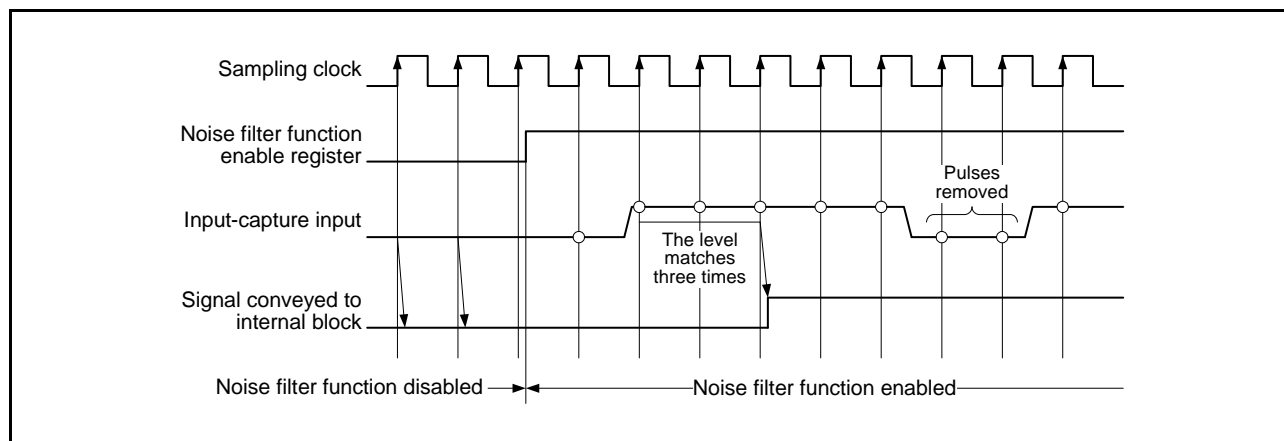 Sampling clock
Noise filter function
enable register
Pulses
removed
Input-capture input
The level
matches
three times
Signal conveyed to
internal block
Noise filter function disabled
Noise filter function enabled